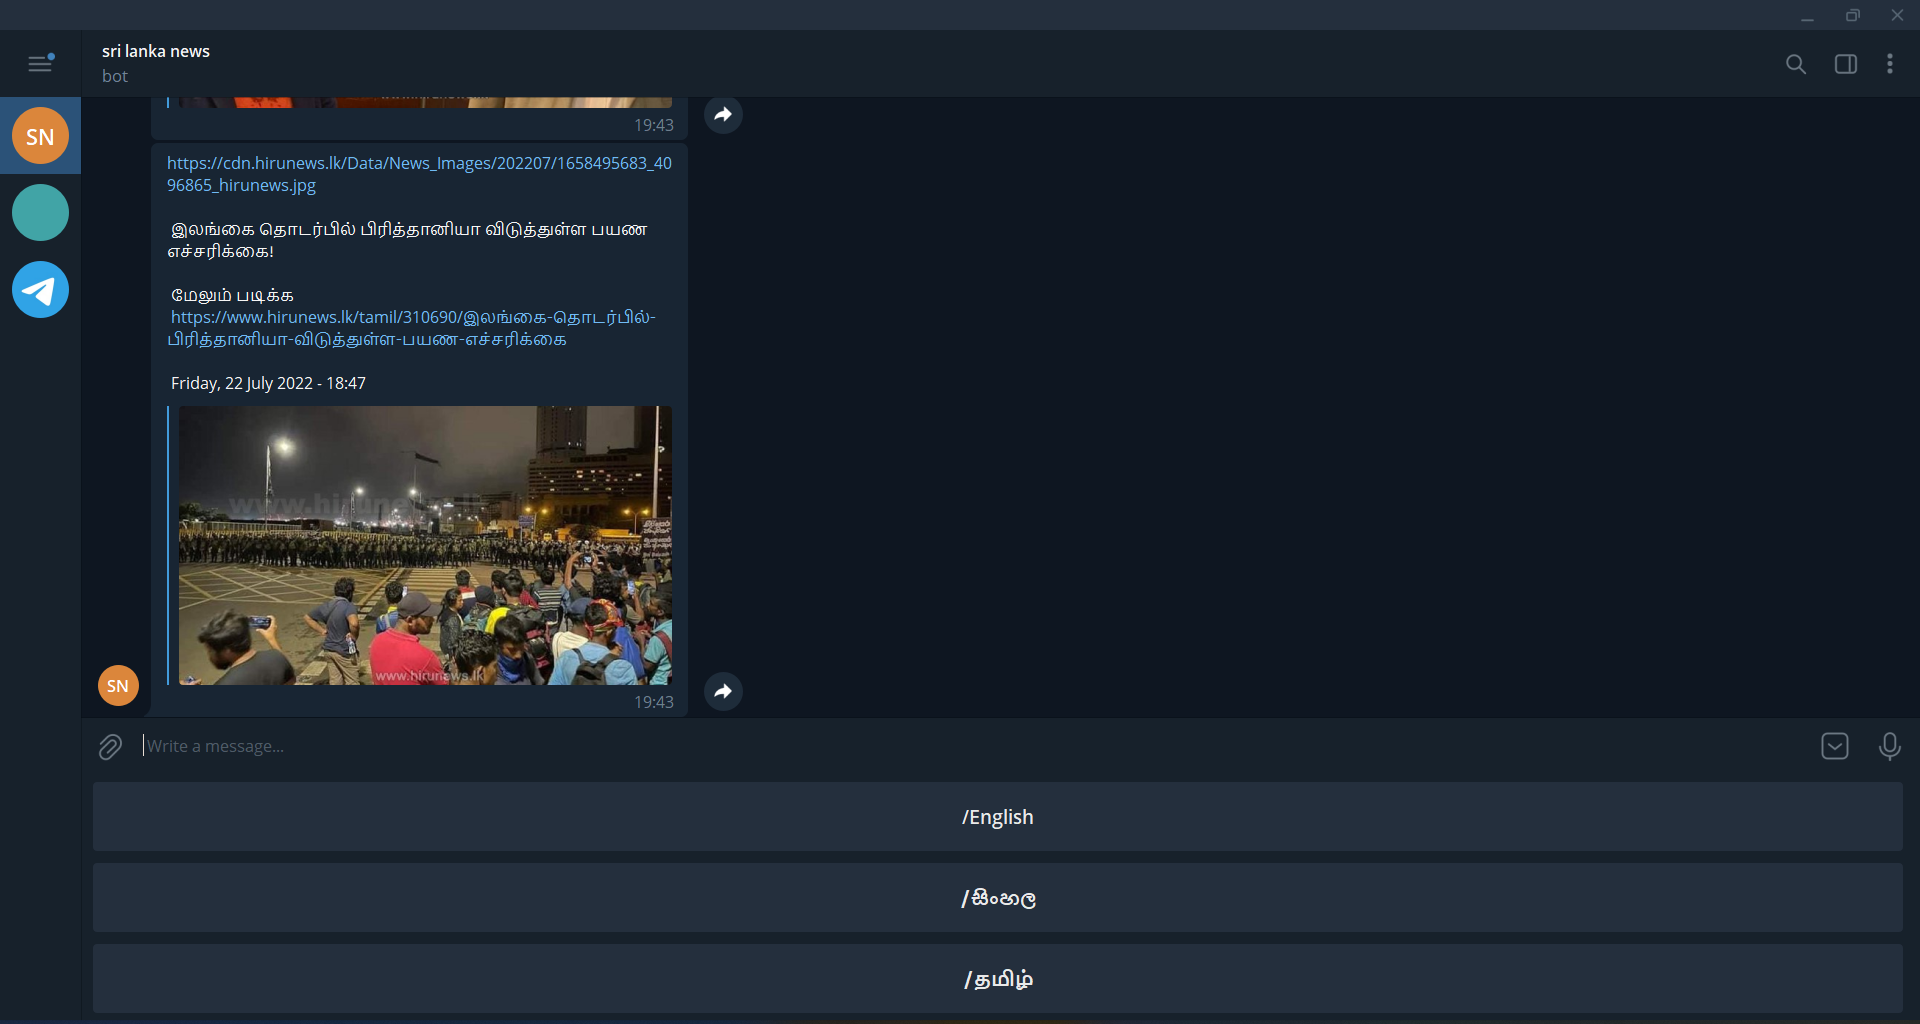 sri lanka news
bot
SN
19:43
https://cdn.hirunews.lk/Data/News_Images/202207/1658495683_40
96865_hirunews.jpg
இலங்கை தொடர்பில் பிரித்தானியா விடுத்துள்ள பயண
எச்சரிக்கை!
மேலும் படிக்க
https://www.hirunews.lk/tamil/310690/இலங்கை-தொடர்பில்-
பிரித்தானியா-விடுத்துள்ள-பயண-எச்சரிக்கை
Friday, 22 July 2022 - 18:47
www.hirunews.lk
www.hirunews.lk
SN
19:43
Write a message...
/English
/සිංහල
/தமிழ்